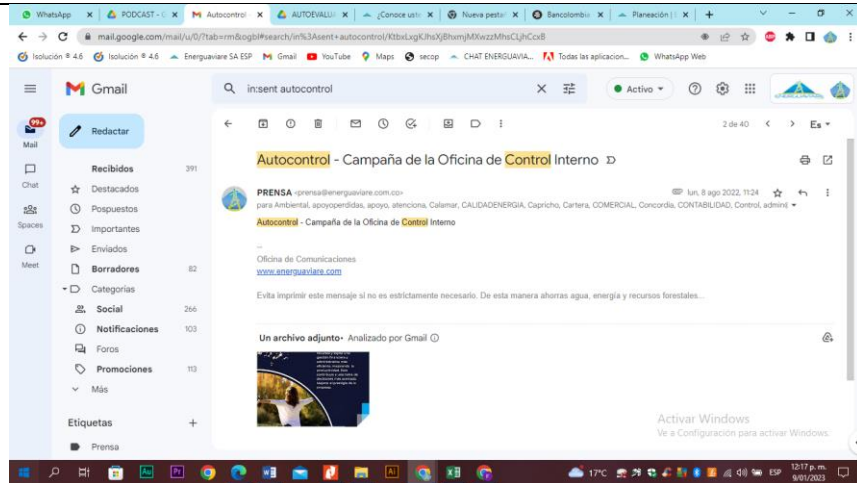 WhatsApp
PODCAST - G
Autocontrol -
AUTOEVALU
¿Conoce uste
Nueva pestañ
Bancolombia
Planeación |
mail.google.com/mail/u/0/?tab=rm&ogbl#search/in%3Asent+autocontrol/KtbxLxgKJhsXjBhxmjMXwzzMhsCLjhCcxB
Isolución ® 4.6
Isolución ® 4.6
Energuaviare SA ESP
Gmail
YouTube
Maps
secop
CHAT ENERGUAVIA...
Todas las aplicacion...
WhatsApp Web
Gmail
in:sent autocontrol
Activo
99+
Mail
Chat
Spaces
Meet
Redactar
Recibidos 391
Destacados
Pospuestos
Importantes
Enviados
Borradores 82
Categorías
Social 266
Notificaciones 103
Foros
Promociones 113
Más
Etiquetas
Prensa
2 de 40
Es
Autocontrol - Campaña de la Oficina de Control Interno
PRENSA <prensa@energuaviare.com.co>
lun, 8 ago 2022, 11:24
para Ambiental, apoyoperdidas, apoyo, atenciona, Calamar, CALIDADENERGIA, Capricho, Cartera, COMERCIAL, Concordia, CONTABILIDAD, Control, admini
Autocontrol - Campaña de la Oficina de Control Interno
--
Oficina de Comunicaciones
www.energuaviare.com
Evita imprimir este mensaje si no es estrictamente necesario. De esta manera ahorras agua, energía y recursos forestales...
Un archivo adjunto • Analizado por Gmail
Activar Windows
Ve a Configuración para activar Windows.
17°C
ESP
12:17 p. m.
9/01/2023